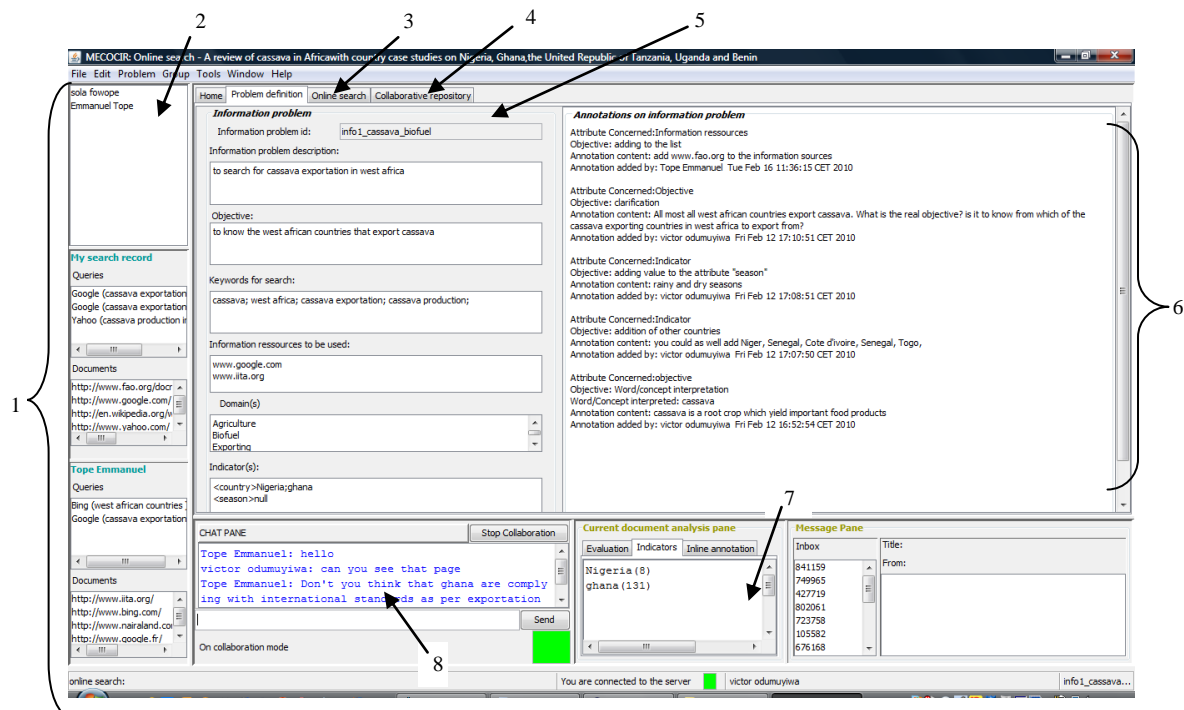 2
3
4
5
MECOCIR: Online search - A review of cassava in Africawith country case studies on Nigeria, Ghana,the United Republic of Tanzania, Uganda and Benin
File Edit Problem Group Tools Window Help
sola fowope
Emmanuel Tope
Home Problem definition Online search Collaborative repository
Information problem
Information problem id: info1_cassava_biofuel
Information problem description:
to search for cassava exportation in west africa
Objective:
to know the west african countries that export cassava
Keywords for search:
cassava; west africa; cassava exportation; cassava production;
Information ressources to be used:
www.google.com
www.iita.org
Domain(s)
Agriculture
Biofuel
Exporting
Indicator(s):
<country>Nigeria;ghana
<season>null
Annotations on information problem
Attribute Concerned:Information ressources
Objective: adding to the list
Annotation content: add www.fao.org to the information sources
Annotation added by: Tope Emmanuel Tue Feb 16 11:36:15 CET 2010
Attribute Concerned:Objective
Objective: clarification
Annotation content: All most all west african countries export cassava. What is the real objective? is it to know from which of the
cassava exporting countries in west africa to export from?
Annotation added by: victor odumuyiwa Fri Feb 12 17:10:51 CET 2010
Attribute Concerned:Indicator
Objective: adding value to the attribute "season"
Annotation content: rainy and dry seasons
Annotation added by: victor odumuyiwa Fri Feb 12 17:08:51 CET 2010
Attribute Concerned:Indicator
Objective: addition of other countries
Annotation content: you could as well add Niger, Senegal, Cote d'ivoire, Senegal, Togo,
Annotation added by: victor odumuyiwa Fri Feb 12 17:07:50 CET 2010
Attribute Concerned:objective
Objective: Word/concept interpretation
Word/Concept interpreted: cassava
Annotation content: cassava is a root crop which yield important food products
Annotation added by: victor odumuyiwa Fri Feb 12 16:52:54 CET 2010
6
My search record
Queries
Google (cassava exportation
Google (cassava exportation
Yahoo (cassava production i
Documents
http://www.fao.org/docr
http://www.google.com/
http://en.wikipedia.org/w
http://www.yahoo.com/
1
Tope Emmanuel
Queries
Bing (west african countries
Google (cassava exportation
Documents
http://www.iita.org/
http://www.bing.com/
http://www.nairaland.co
http://www.google.fr/
7
CHAT PANE Stop Collaboration
Tope Emmanuel: hello
victor odumuyiwa: can you see that page
Tope Emmanuel: Don't you think that ghana are comply
ing with international standards as per exportation
Send
On collaboration mode
8
Current document analysis pane
Evaluation Indicators Inline annotation
Nigeria(8)
ghana(131)
Message Pane
Inbox
841159
749965
427719
802061
723758
105582
676168
Title:
From:
online search: You are connected to the server victor odumuyiwa info1_cassava...